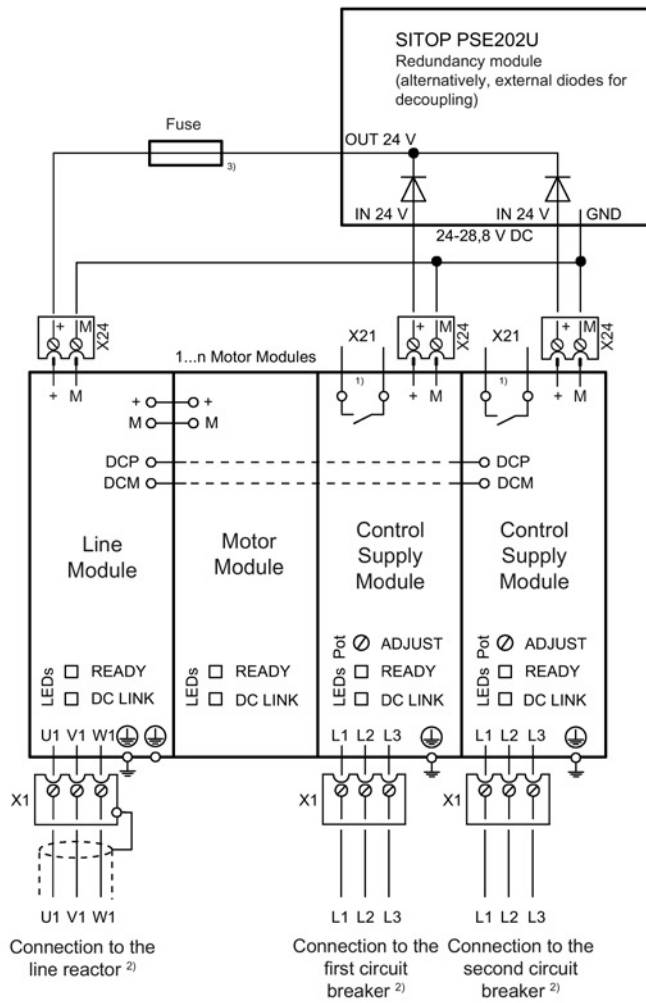 SITOP PSE202U
Redundancy module
(alternatively, external diodes for
decoupling)
Fuse
3)
OUT 24 V
IN 24 V
IN 24 V
GND
24-28,8 V DC
+ M X24
X21
+ M X24
X21
+ M X24
1...n Motor Modules
1)
1)
+ M
+ M
+ M
+ +
M M
DCP DCP
DCM DCM
Line
Module
Motor
Module
Control
Supply
Module
Control
Supply
Module
LEDs
READY
DC LINK
LEDs
READY
DC LINK
Pot
ADJUST
LEDs
READY
DC LINK
Pot
ADJUST
LEDs
READY
DC LINK
U1 V1 W1
L1 L2 L3
L1 L2 L3
X1
X1
X1
U1 V1 W1
L1 L2 L3
L1 L2 L3
Connection to the
line reactor 2)
Connection to the
first circuit
breaker 2)
Connection to the
second circuit
breaker 2)